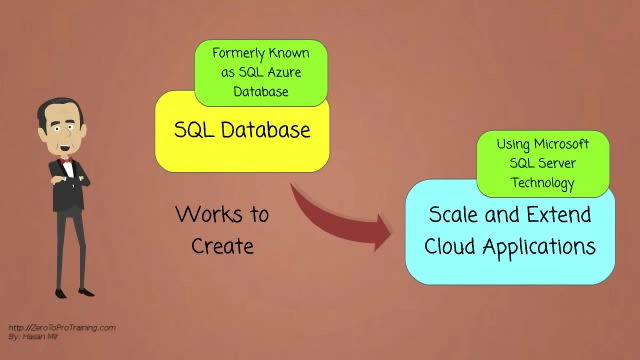 Formerly Known
as SQL Azure
Database
SQL Database
Works to
Create
Using Microsoft
SQL Server
Technology
Scale and Extend
Cloud Applications
http://ZeroToProTraining.com
By: Hasan Mir